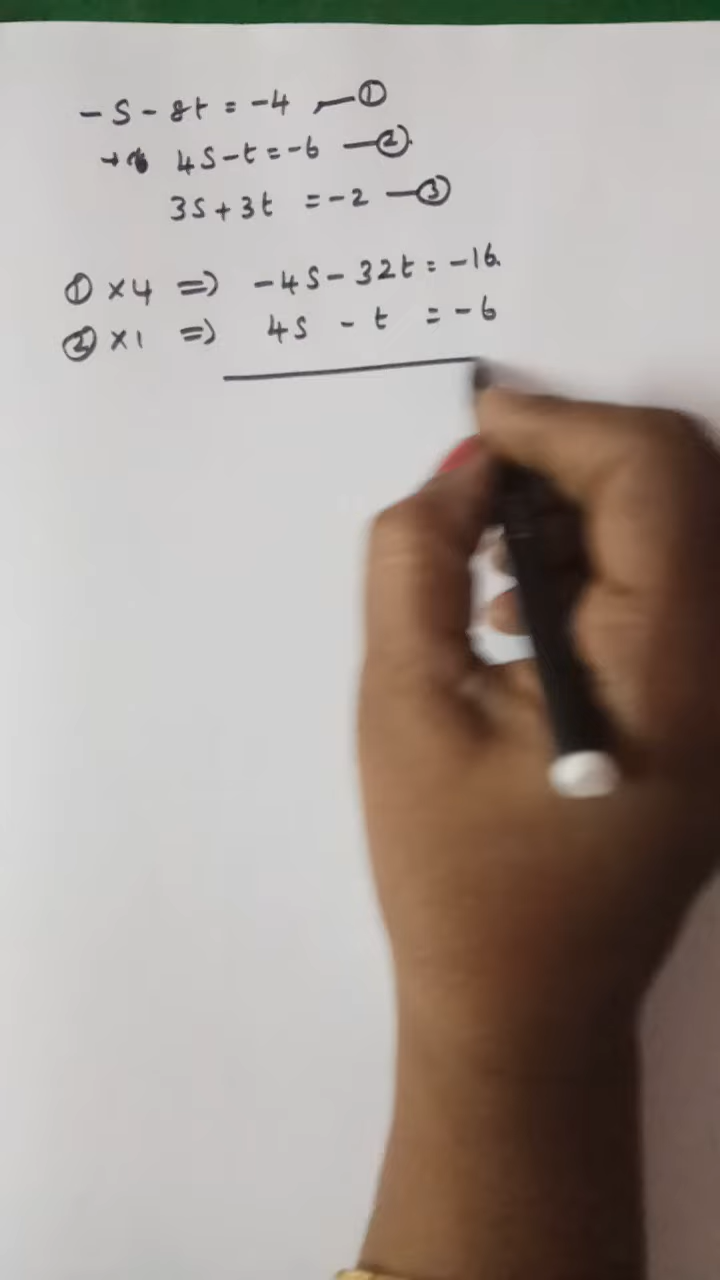 -s - 8t = -4 —①
4s - t = -6 —②
3s + 3t = -2 —③
① × 4 => -4s - 32t = -16.
② × 1 => 4s - t = -6